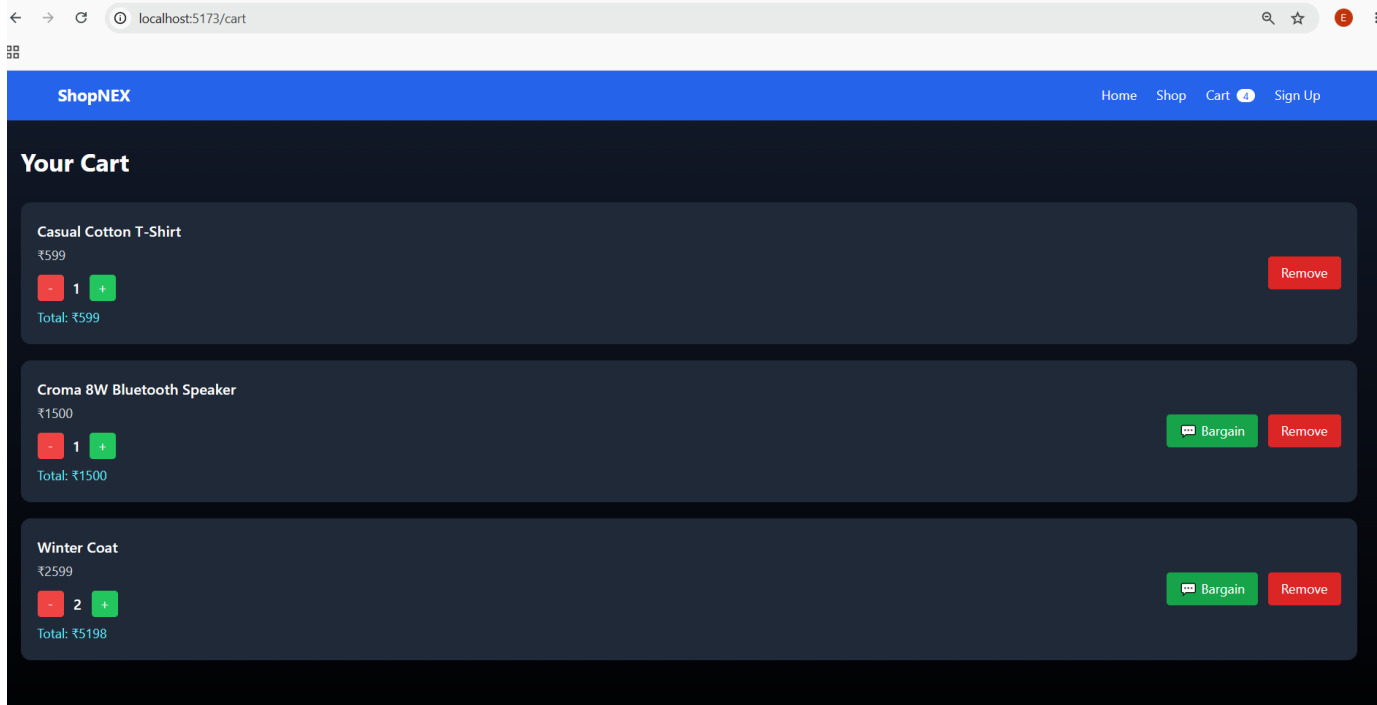 localhost:5173/cart
E
ShopNEX
Home Shop Cart 4 Sign Up
Your Cart
Casual Cotton T-Shirt
₹599
- 1 +
Total: ₹599
Remove
Croma 8W Bluetooth Speaker
₹1500
- 1 +
Total: ₹1500
Bargain Remove
Winter Coat
₹2599
- 2 +
Total: ₹5198
Bargain Remove